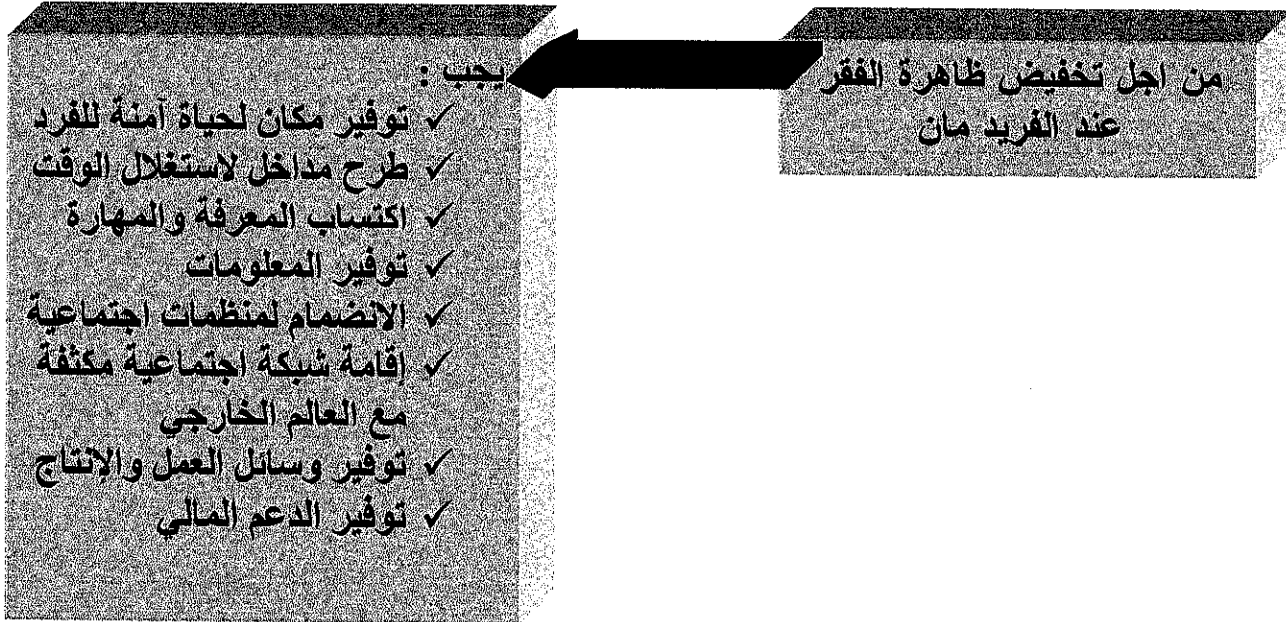 من اجل تخفيض ظاهرة الفقر
عند الفريد مان
يجب :
✓ توفير مكان لحياة آمنة للفرد
✓ طرح مداخل لاستغلال الوقت
✓ اكتساب المعرفة والمهارة
✓ توفير المعلومات
✓ الانضمام لمنظمات اجتماعية
✓ إقامة شبكة اجتماعية مكثفة
مع العالم الخارجي
✓ توفير وسائل العمل والإنتاج
✓ توفير الدعم المالي